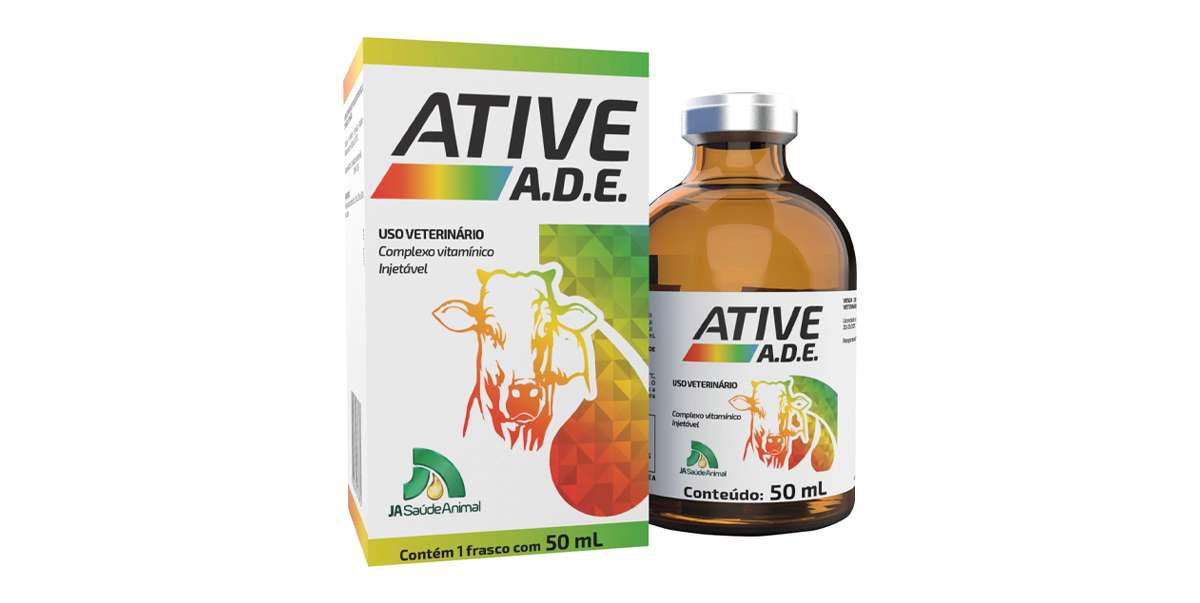 ATIVE
A.D.E.
USO VETERINÁRIO
Complexo vitamínico
Injetável
JA Saúde Animal
Contém 1 frasco com 50 mL
ATIVE
A.D.E.
USO VETERINÁRIO
Complexo vitamínico
Injetável
JA Saúde Animal
Conteúdo: 50 mL